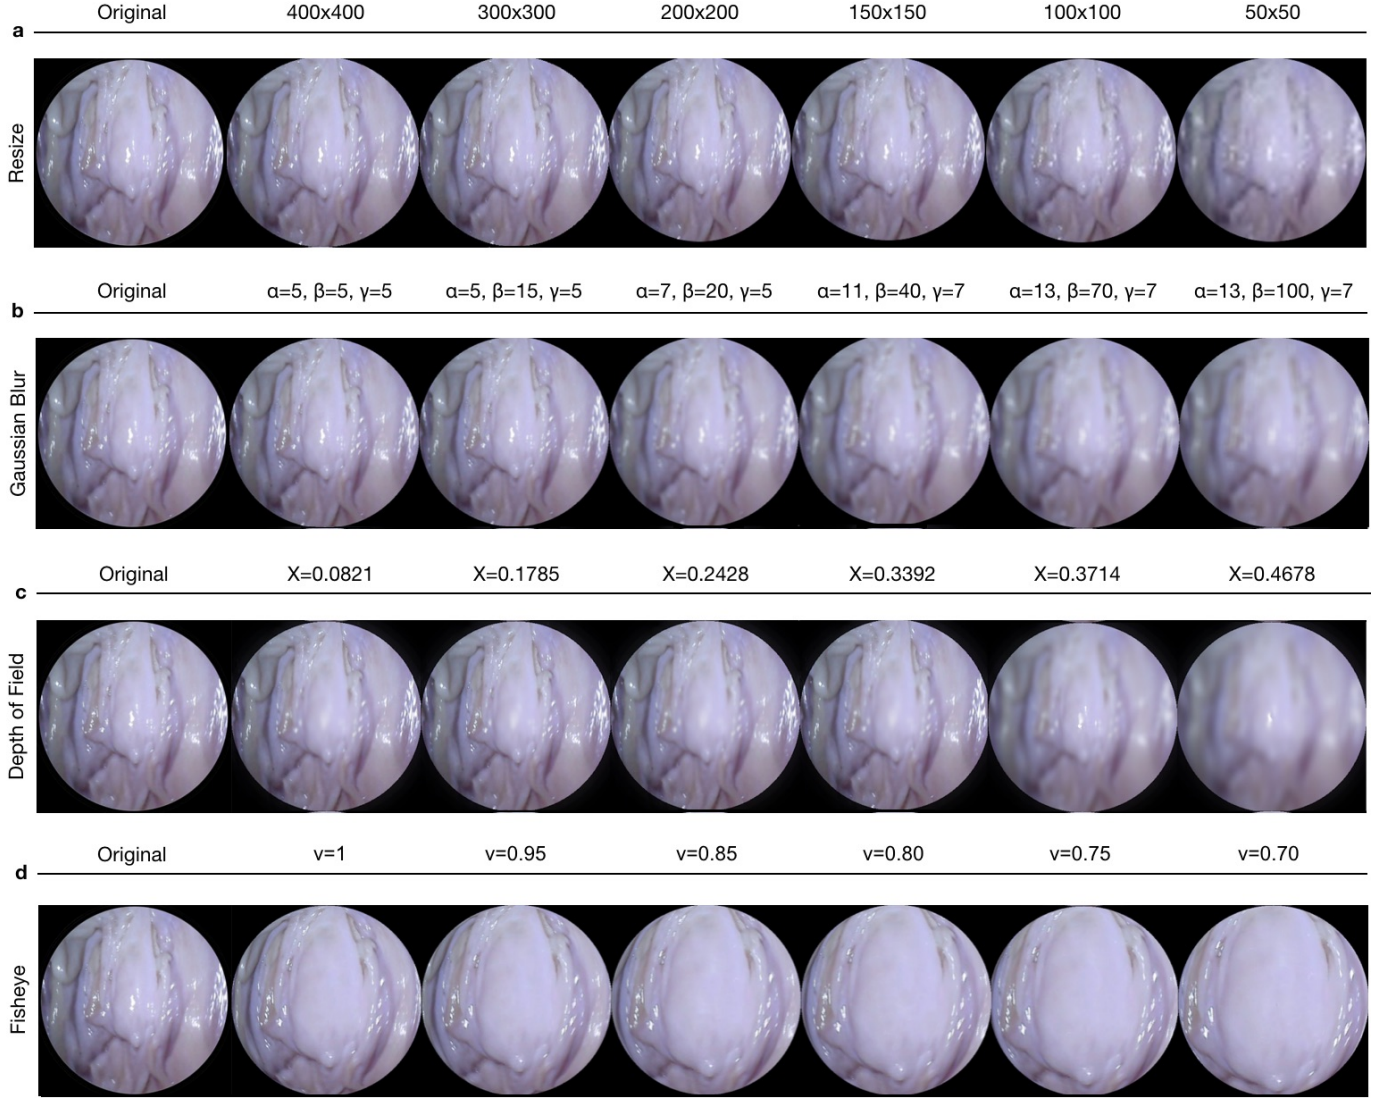 Original 400x400 300x300 200x200 150x150 100x100 50x50
a
Resize
Original α=5, β=5, γ=5 α=5, β=15, γ=5 α=7, β=20, γ=5 α=11, β=40, γ=7 α=13, β=70, γ=7 α=13, β=100, γ=7
b
Gaussian Blur
Original X=0.0821 X=0.1785 X=0.2428 X=0.3392 X=0.3714 X=0.4678
c
Depth of Field
Original v=1 v=0.95 v=0.85 v=0.80 v=0.75 v=0.70
d
Fisheye